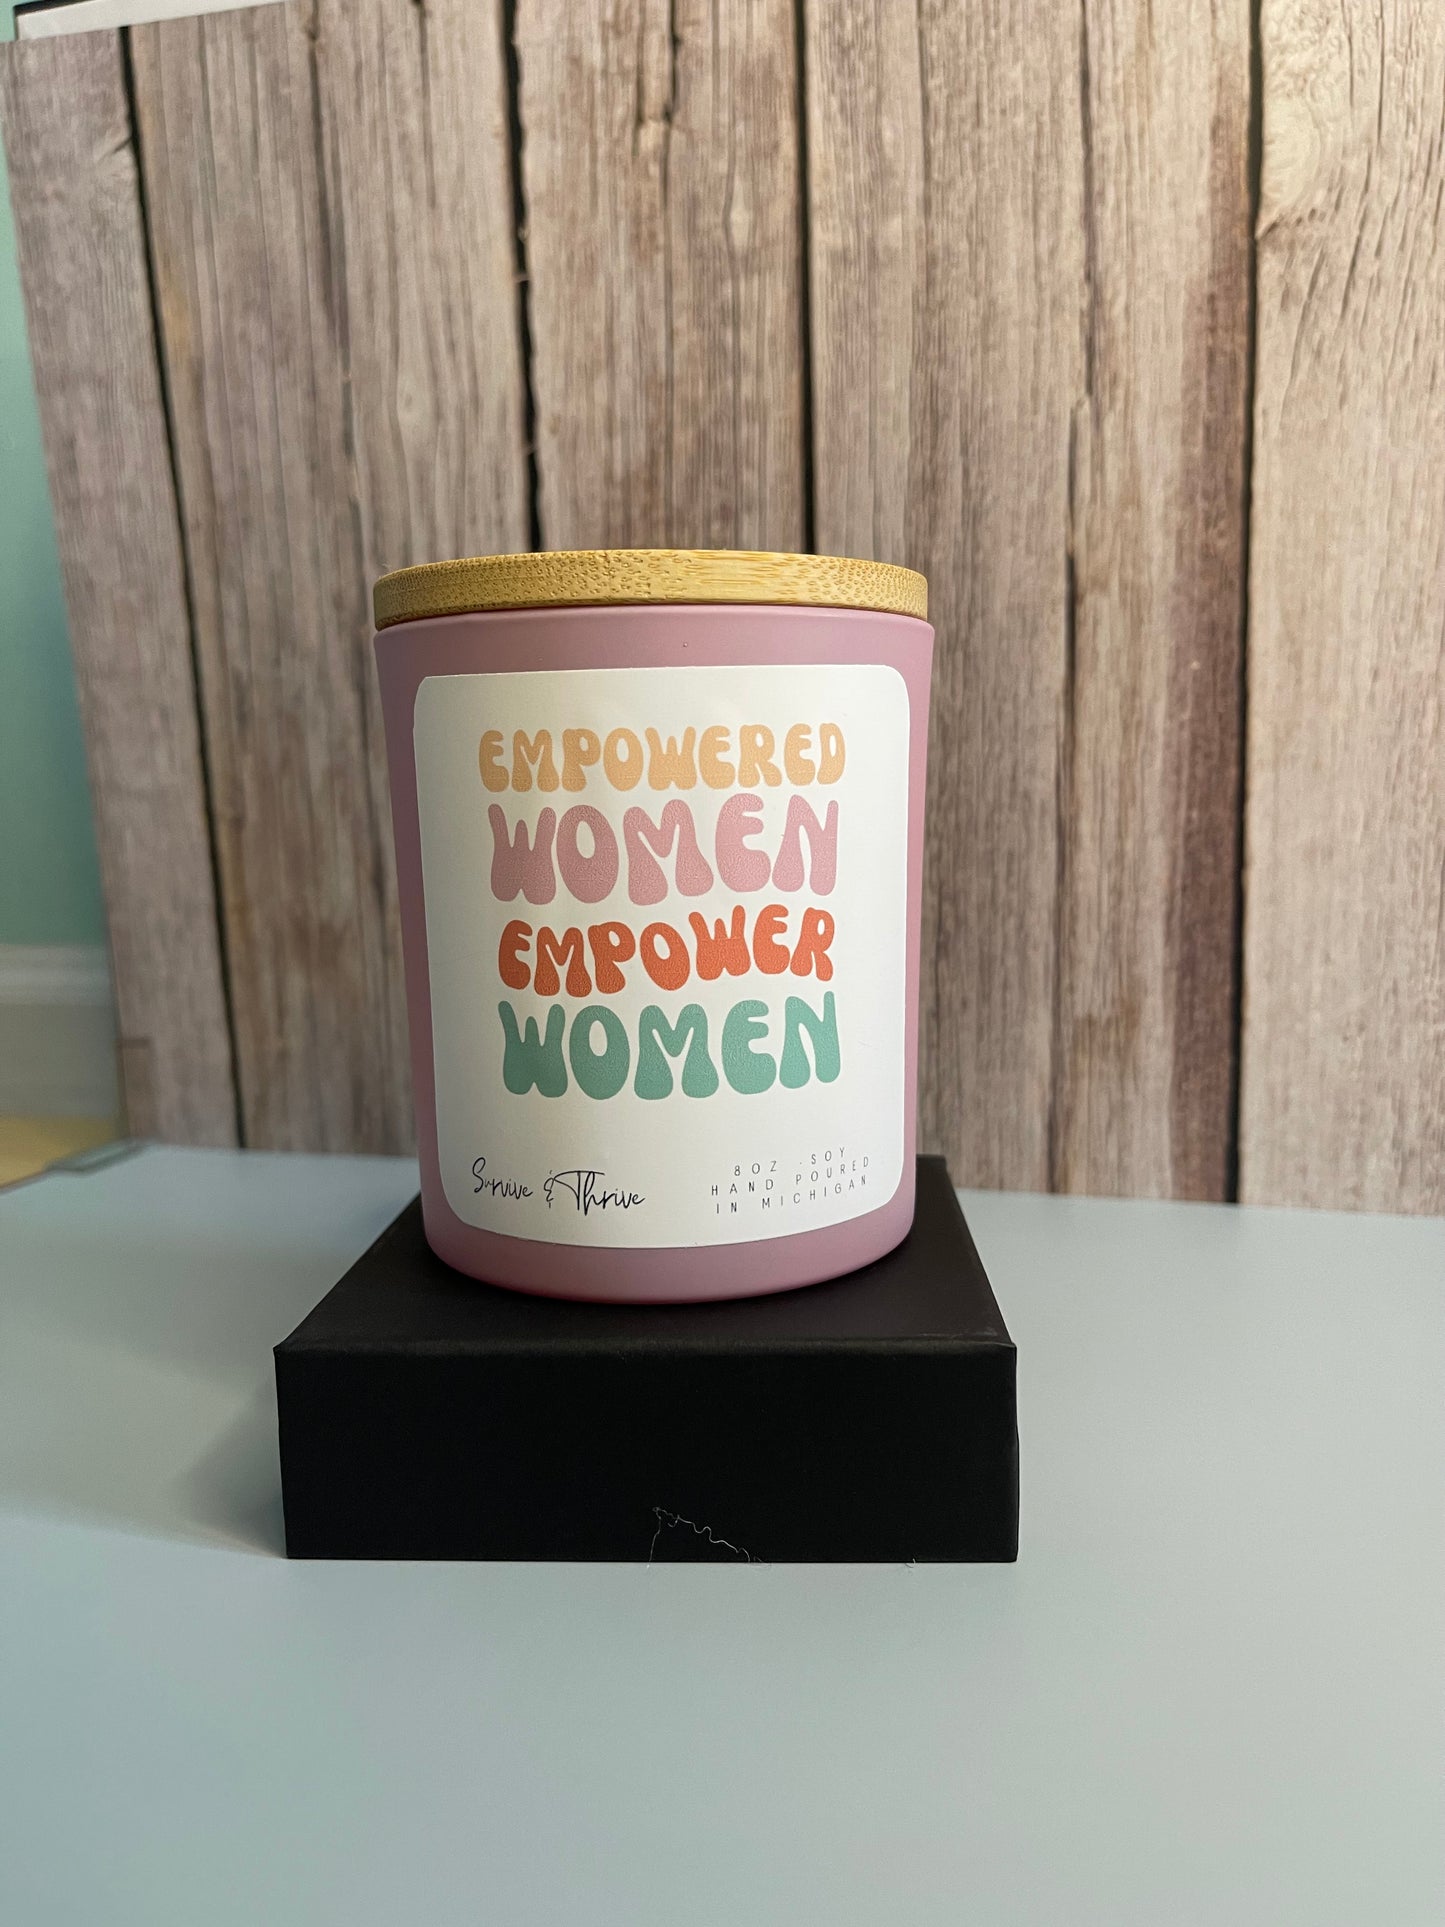 EMPOWERED
WOMEN
EMPOWER
WOMEN
Survive & Thrive
8OZ .SOY
HAND POURED
IN MICHIGAN